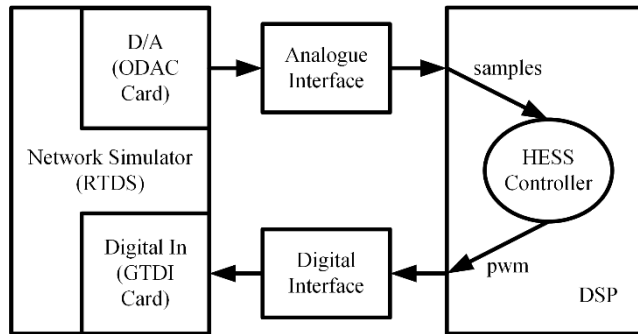 D/A
(ODAC
Card)
Analogue
Interface
samples
Network Simulator
(RTDS)
HESS
Controller
Digital In
(GTDI
Card)
Digital
Interface
pwm
DSP